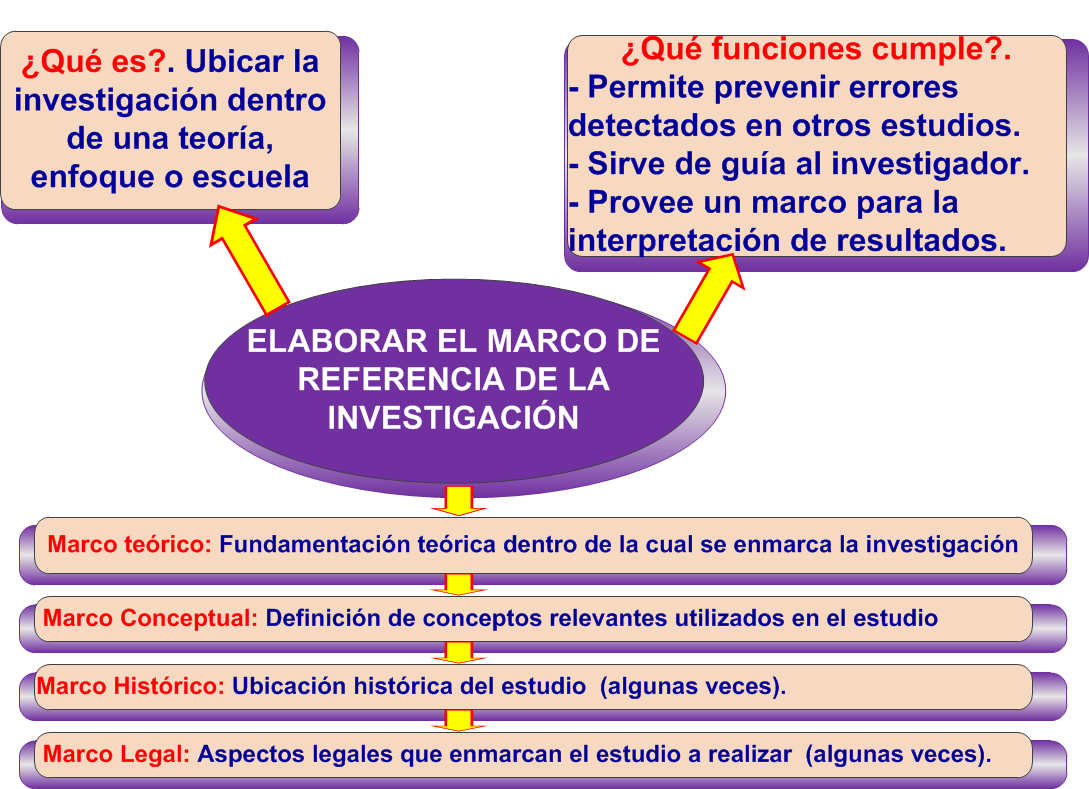 ¿Qué es?. Ubicar la
investigación dentro
de una teoría,
enfoque o escuela
¿Qué funciones cumple?.
- Permite prevenir errores
detectados en otros estudios.
- Sirve de guía al investigador.
- Provee un marco para la
interpretación de resultados.
ELABORAR EL MARCO DE
REFERENCIA DE LA
INVESTIGACIÓN
Marco teórico: Fundamentación teórica dentro de la cual se enmarca la investigación
Marco Conceptual: Definición de conceptos relevantes utilizados en el estudio
Marco Histórico: Ubicación histórica del estudio  (algunas veces).
Marco Legal: Aspectos legales que enmarcan el estudio a realizar  (algunas veces).